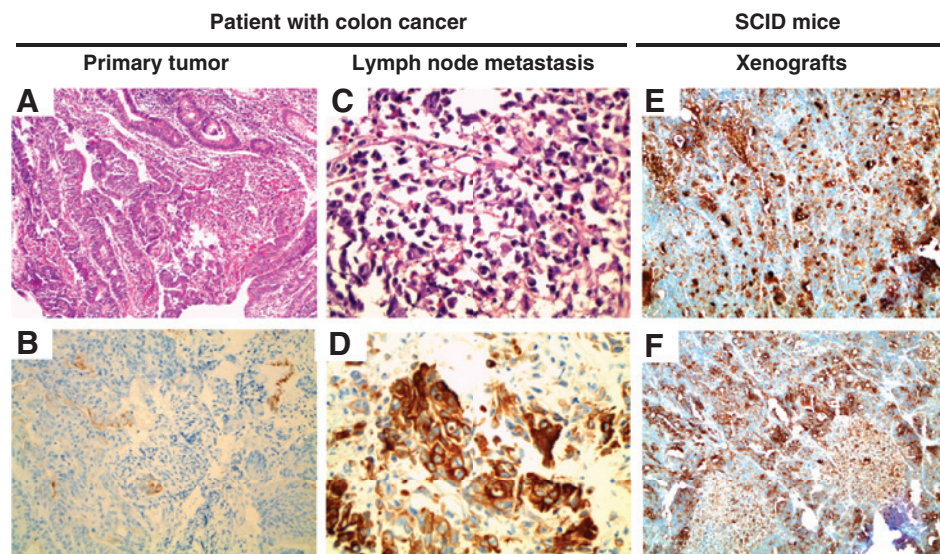 Patient with colon cancer
SCID mice
Primary tumor
Lymph node metastasis
Xenografts
A
C
E
B
D
F